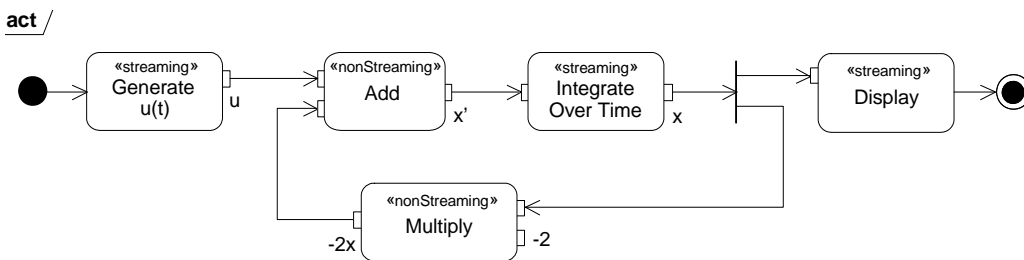 act
«streaming»
Generate
u(t)
u
«nonStreaming»
Add
x’
«streaming»
Integrate
Over Time
x
«streaming»
Display
«nonStreaming»
Multiply
-2x
-2